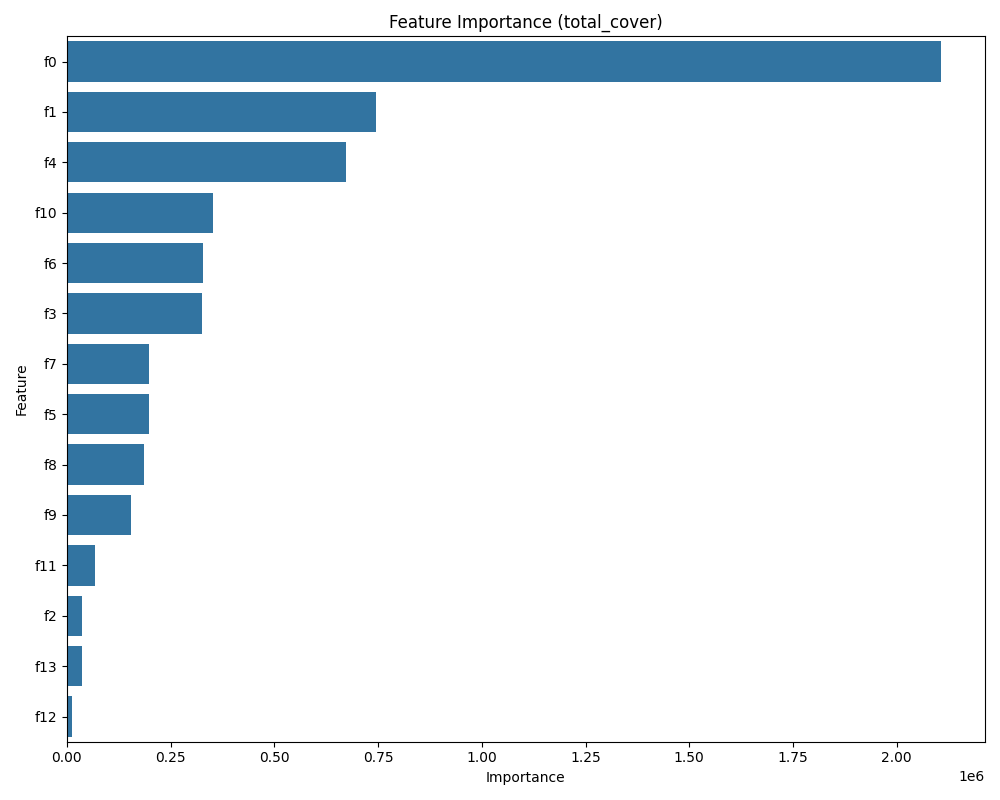 Feature Importance (total_cover)
Feature
f0
f1
f4
f10
f6
f3
f7
f5
f8
f9
f11
f2
f13
f12
0.00 0.25 0.50 0.75 1.00 1.25 1.50 1.75 2.00
1e6
Importance